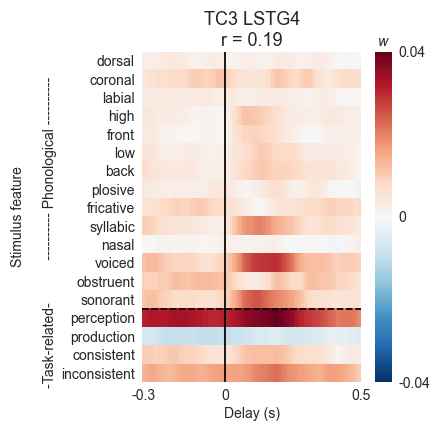 TC3 LSTG4
r = 0.19
w
dorsal
coronal
labial
high
front
low
back
plosive
fricative
syllabic
nasal
voiced
obstruent
sonorant
perception
production
consistent
inconsistent
Stimulus feature
---------- Phonological ----------
-Task-related-
-0.3
0
0.5
Delay (s)
0.04
0
-0.04